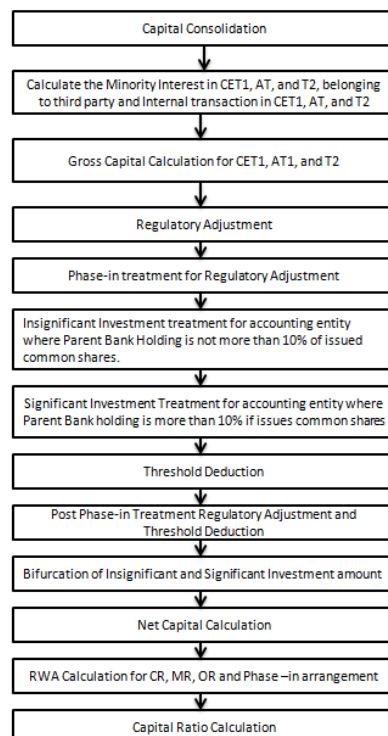 Capital Consolidation
Calculate the Minority Interest in CET1, AT, and T2, belonging
to third party and Internal transaction in CET1, AT, and T2
Gross Capital Calculation for CET1, AT1, and T2
Regulatory Adjustment
Phase-in treatment for Regulatory Adjustment
Insignificant Investment treatment for accounting entity
where Parent Bank Holding is not more than 10% of issued
common shares.
Significant Investment Treatment for accounting entity where
Parent Bank holding is more than 10% if issues common shares
Threshold Deduction
Post Phase-in Treatment Regulatory Adjustment and
Threshold Deduction
Bifurcation of Insignificant and Significant Investment amount
Net Capital Calculation
RWA Calculation for CR, MR, OR and Phase –in arrangement
Capital Ratio Calculation